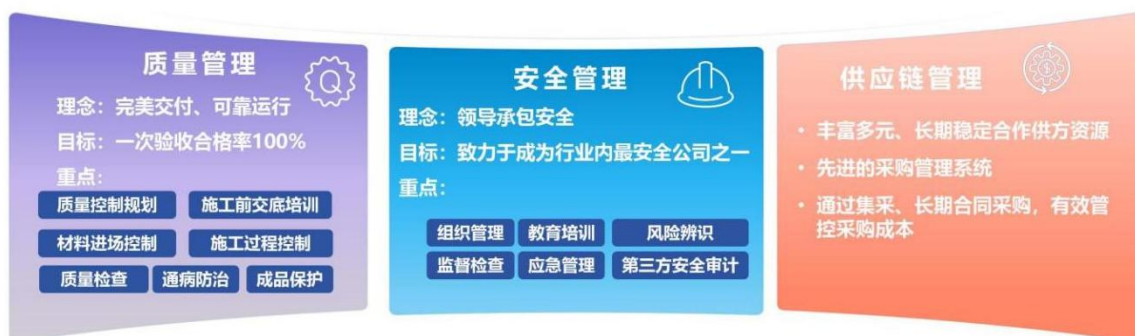 质量管理
Q
理念：完美交付、可靠运行
目标：一次验收合格率100%
重点：
质量控制规划 施工前交底培训
材料进场控制 施工过程控制
质量检查 通病防治 成品保护
安全管理
理念：领导承包安全
目标：致力于成为行业内最安全公司之一
重点：
组织管理 教育培训 风险辨识
监督检查 应急管理 第三方安全审计
供应链管理
$
• 丰富多元、长期稳定合作供方资源
• 先进的采购管理系统
• 通过集采、长期合同采购，有效管
控采购成本